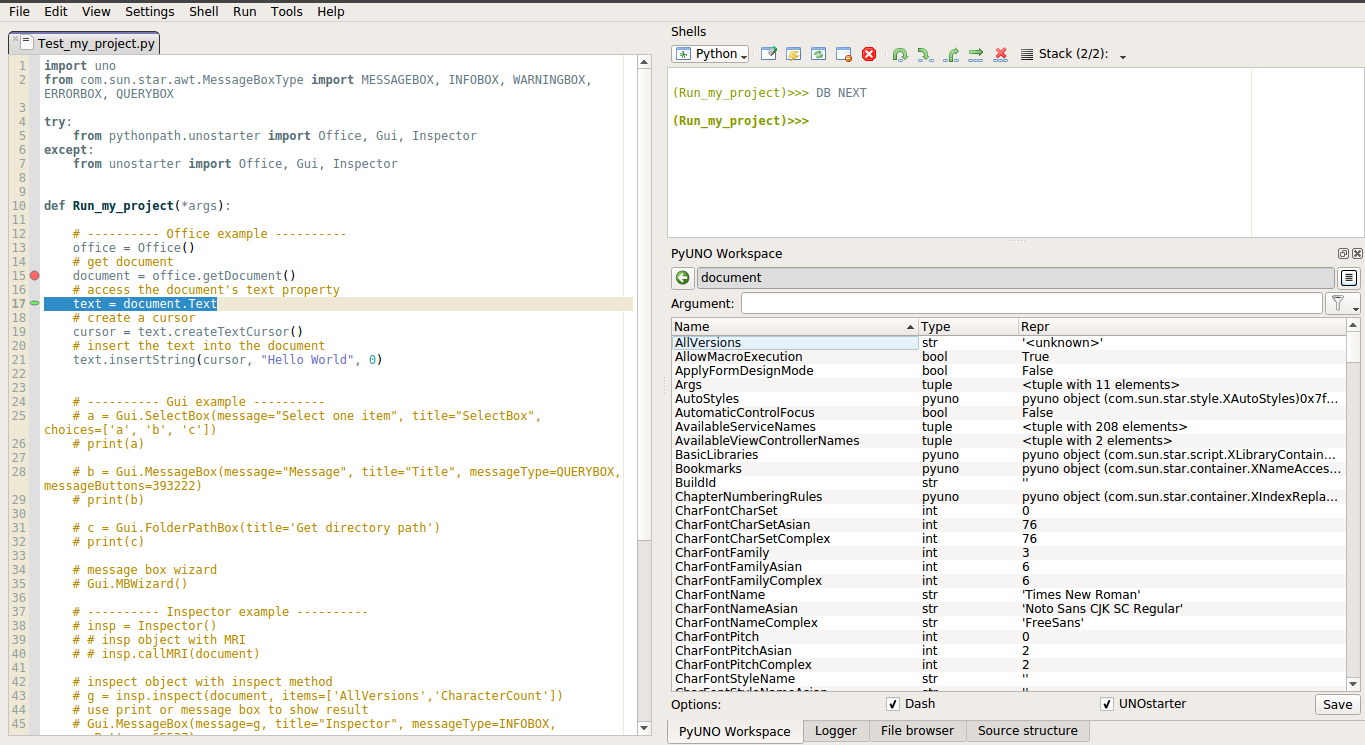 File Edit View Settings Shell Run Tools Help
Test_my_project.py
1 import uno
2 from com.sun.star.awt.MessageBoxType import MESSAGEBOX, INFOBOX, WARNINGBOX,
ERRORBOX, QUERYBOX
3
4 try:
5 from pythonpath.unostarter import Office, Gui, Inspector
6 except:
7 from unostarter import Office, Gui, Inspector
8
9
10 def Run_my_project(*args):
11
12 # ---------- Office example ----------
13 office = Office()
14 # get document
15 document = office.getDocument()
16 # access the document's text property
17 text = document.Text
18 # create a cursor
19 cursor = text.createTextCursor()
20 # insert the text into the document
21 text.insertString(cursor, "Hello World", 0)
22
23
24 # ---------- Gui example ----------
25 # a = Gui.SelectBox(message="Select one item", title="SelectBox",
choices=['a', 'b', 'c'])
26 # print(a)
27
28 # b = Gui.MessageBox(message="Message", title="Title", messageType=QUERYBOX,
messageButtons=393222)
29 # print(b)
30
31 # c = Gui.FolderPathBox(title='Get directory path')
32 # print(c)
33
34 # message box wizard
35 # Gui.MBWizard()
36
37 # ---------- Inspector example ----------
38 # insp = Inspector()
39 # # insp object with MRI
40 # # insp.callMRI(document)
41
42 # inspect object with inspect method
43 # g = insp.inspect(document, items=['AllVersions','CharacterCount'])
44 # use print or message box to show result
45 # Gui.MessageBox(message=g, title="Inspector", messageType=INFOBOX,
Shells
Python Stack (2/2):
(Run_my_project)>>> DB NEXT
(Run_my_project)>>>
PyUNO Workspace
document
Argument:
Name Type Repr
AllVersions str '<unknown>'
AllowMacroExecution bool True
ApplyFormDesignMode bool False
Args tuple <tuple with 11 elements>
AutoStyles pyuno pyuno object (com.sun.star.style.XAutoStyles)0x7f...
AutomaticControlFocus bool False
AvailableServiceNames tuple <tuple with 208 elements>
AvailableViewControllerNames tuple <tuple with 2 elements>
BasicLibraries pyuno pyuno object (com.sun.star.script.XLibraryContain...
Bookmarks pyuno pyuno object (com.sun.star.container.XNameAcces...
BuildId str ''
ChapterNumberingRules pyuno pyuno object (com.sun.star.container.XIndexRepla...
CharFontCharSet int 0
CharFontCharSetAsian int 76
CharFontCharSetComplex int 76
CharFontFamily int 3
CharFontFamilyAsian int 6
CharFontFamilyComplex int 6
CharFontName str 'Times New Roman'
CharFontNameAsian str 'Noto Sans CJK SC Regular'
CharFontNameComplex str 'FreeSans'
CharFontPitch int 0
CharFontPitchAsian int 2
CharFontPitchComplex int 2
CharFontStyleName str ''
CharFontStyleNameAsian str ''
Options: Dash UNOstarter Save
PyUNO Workspace Logger File browser Source structure